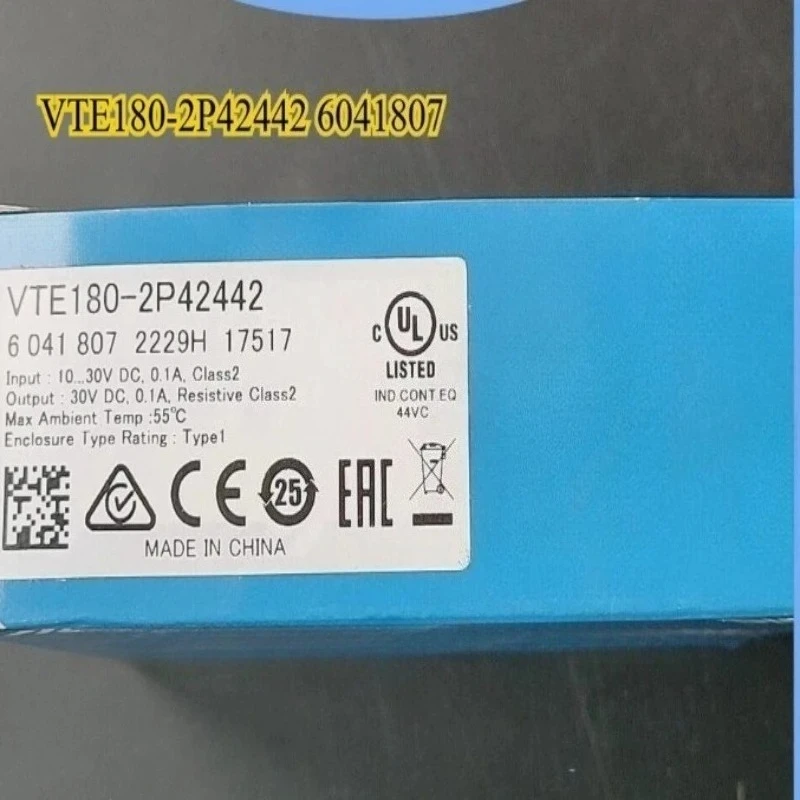 VTE180-2P42442 6041807
VTE180-2P42442
6 041 807 2229H 17517
Input : 10...30V DC, 0.1A, Class2
Output : 30V DC, 0.1A, Resistive Class2
Max Ambient Temp :55℃
Enclosure Type Rating : Type1
C UL US
LISTED
IND CONT EQ
44VC
CE 25 EAC
MADE IN CHINA